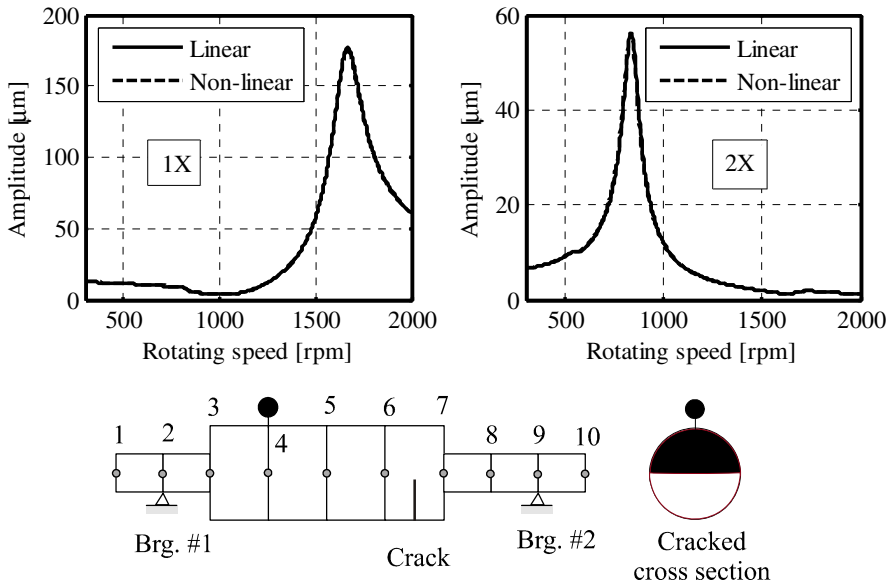 200
150
100
50
0
Amplitude [μm]
Linear
Non-linear
1X
500
1000
1500
2000
Rotating speed [rpm]
60
40
20
0
Amplitude [μm]
Linear
Non-linear
2X
500
1000
1500
2000
Rotating speed [rpm]
1
2
3
4
5
6
7
8
9
10
Brg. #1
Crack
Brg. #2
Cracked
cross section